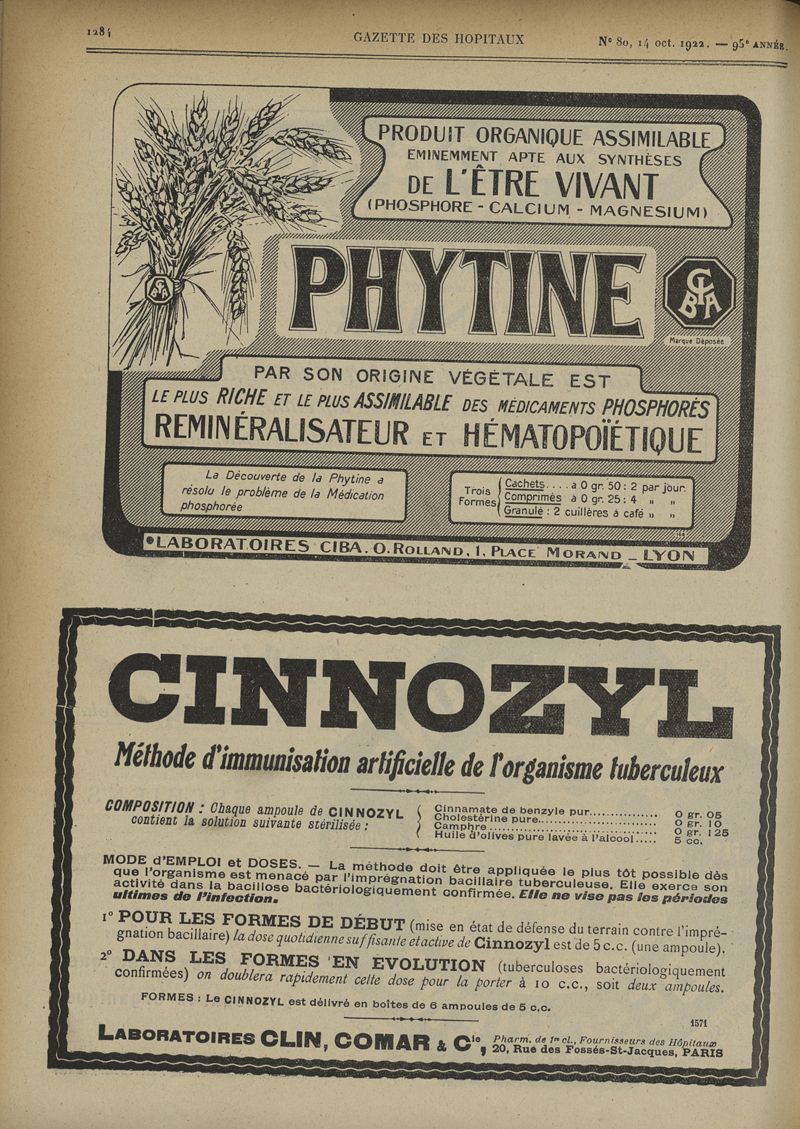 1284
GAZETTE DES HOPITAUX
N° 80, 14 oct. 1922. — 95e ANNÉE.
PRODUIT ORGANIQUE ASSIMILABLE
EMINEMMENT APTE AUX SYNTHÈSES
DE L'ÊTRE VIVANT
(PHOSPHORE - CALCIUM - MAGNESIUM)
PHYTINE
CIBA
CIBA
Marque Déposée
PAR SON ORIGINE VÉGÉTALE EST
LE PLUS RICHE ET LE PLUS ASSIMILABLE DES MÉDICAMENTS PHOSPHORÉS
REMINÉRALISATEUR ET HÉMATOPOÏÉTIQUE
La Découverte de la Phytine a
résolu le problème de la Médication
phosphorée
Trois Formes
Cachets.... à 0 gr. 50 : 2 par jour.
Comprimés à 0 gr. 25 : 4 „ „
Granulé : 2 cuillères à café „ „
LABORATOIRES CIBA. O. ROLLAND, 1, PLACE MORAND _ LYON
CINNOZYL
Méthode d'immunisation artificielle de l'organisme tuberculeux
COMPOSITION : Chaque ampoule de CINNOZYL
contient la solution suivante stérilisée :
Cinnamate de benzyle pur............... 0 gr. 05
Cholestérine pure............... 0 gr. 10
Camphre............... 0 gr. 125
Huile d'olives pure lavée à l'alcool..... 5 cc.
MODE D'EMPLOI et DOSES. — La méthode doit être appliquée le plus tôt possible dès
que l'organisme est menacé par l'imprégnation bacillaire tuberculeuse. Elle exerce son
activité dans la bacillose bactériologiquement confirmée. Elle ne vise pas les périodes
ultimes de l'infection.
1° POUR LES FORMES DE DÉBUT (mise en état de défense du terrain contre l'impré-
gnation bacillaire) la dose quotidienne suffisante et active de Cinnozyl est de 5 c.c. (une ampoule).
2° DANS LES FORMES EN EVOLUTION (tuberculoses bactériologiquement
confirmées) on doublera rapidement cette dose pour la porter à 10 c.c., soit deux ampoules.
FORMES : Le CINNOZYL est délivré en boîtes de 6 ampoules de 5 c.c.
1571
LABORATOIRES CLIN, COMAR & Cie, Pharm. de 1re cl., Fournisseurs des Hôpitaux
20, Rue des Fossés-St-Jacques, PARIS